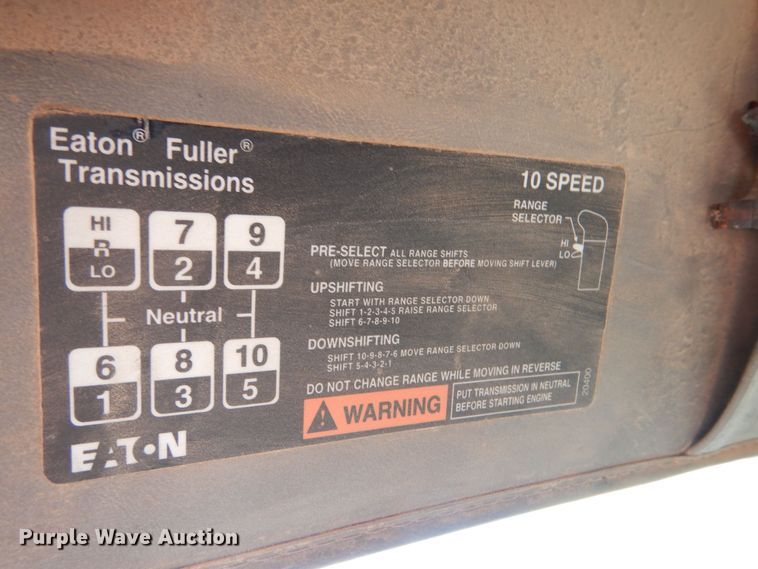 Eaton® Fuller®
Transmissions
10 SPEED
RANGE
SELECTOR
HI
LO
HI
R
LO
7
2
9
4
Neutral
6
1
8
3
10
5
PRE-SELECT ALL RANGE SHIFTS
(MOVE RANGE SELECTOR BEFORE MOVING SHIFT LEVER)
UPSHIFTING
START WITH RANGE SELECTOR DOWN
SHIFT 1-2-3-4-5 RAISE RANGE SELECTOR
SHIFT 6-7-8-9-10
DOWNSHIFTING
SHIFT 10-9-8-7-6 MOVE RANGE SELECTOR DOWN
SHIFT 5-4-3-2-1
DO NOT CHANGE RANGE WHILE MOVING IN REVERSE
WARNING
PUT TRANSMISSION IN NEUTRAL
BEFORE STARTING ENGINE
20490
EATON
Purple Wave Auction